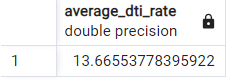 average_dti_rate
double precision
1
13.66553778395922